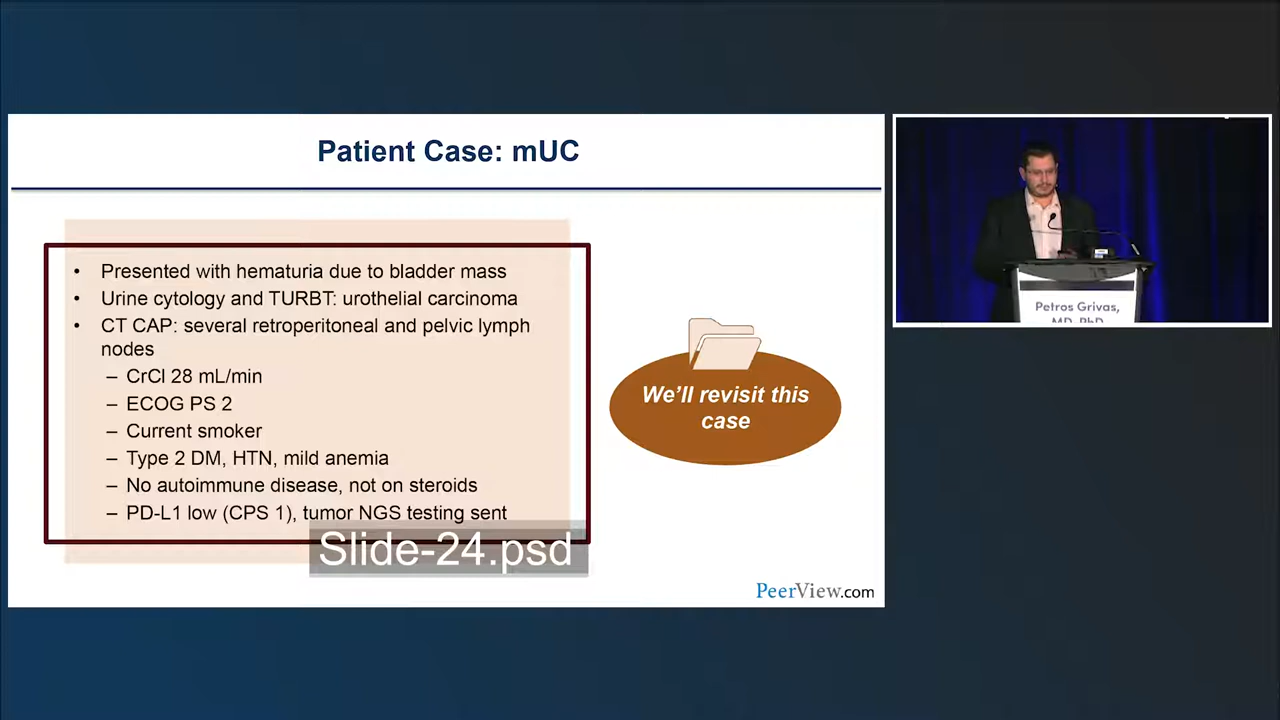 Patient Case: mUC
• Presented with hematuria due to bladder mass
• Urine cytology and TURBT: urothelial carcinoma
• CT CAP: several retroperitoneal and pelvic lymph
nodes
– CrCl 28 mL/min
– ECOG PS 2
– Current smoker
– Type 2 DM, HTN, mild anemia
– No autoimmune disease, not on steroids
– PD-L1 low (CPS 1), tumor NGS testing sent
Slide-24.psd
We’ll revisit this
case
PeerView.com
Petros Grivas,
MD, PhD